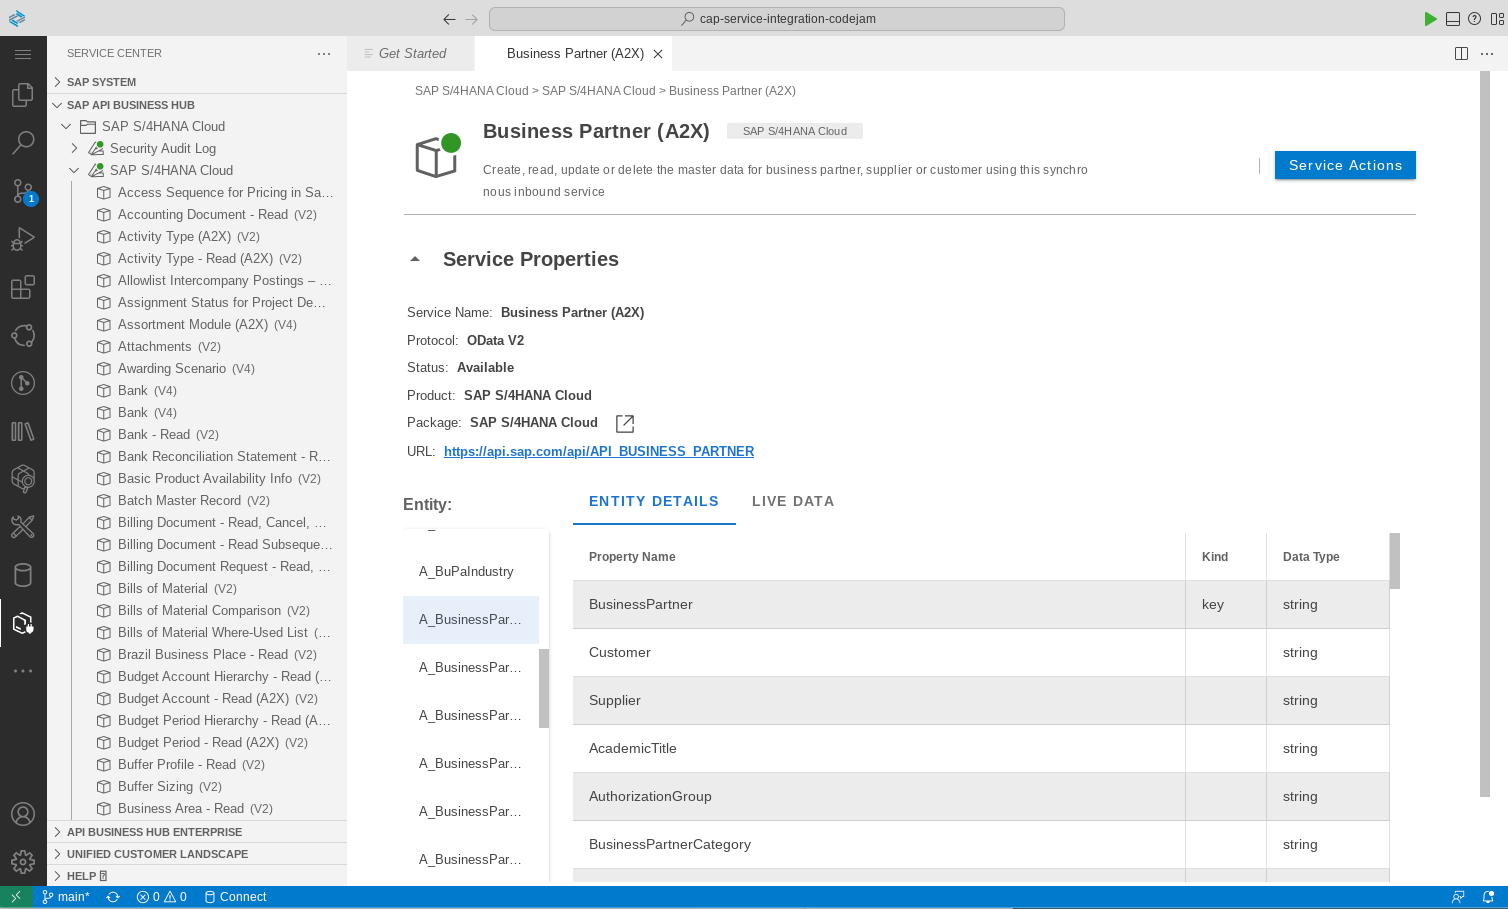 cap-service-integration-codejam
SERVICE CENTER
Get Started
Business Partner (A2X)
SAP SYSTEM
SAP API BUSINESS HUB
SAP S/4HANA Cloud
Security Audit Log
SAP S/4HANA Cloud
Access Sequence for Pricing in Sa...
Accounting Document - Read (V2)
Activity Type (A2X) (V2)
Activity Type - Read (A2X) (V2)
Allowlist Intercompany Postings – ...
Assignment Status for Project De...
Assortment Module (A2X) (V4)
Attachments (V2)
Awarding Scenario (V4)
Bank (V4)
Bank (V4)
Bank - Read (V2)
Bank Reconciliation Statement - R...
Basic Product Availability Info (V2)
Batch Master Record (V2)
Billing Document - Read, Cancel, ...
Billing Document - Read Subseque...
Billing Document Request - Read, ...
Bills of Material (V2)
Bills of Material Comparison (V2)
Bills of Material Where-Used List (...
Brazil Business Place - Read (V2)
Budget Account Hierarchy - Read (...
Budget Account - Read (A2X) (V2)
Budget Period Hierarchy - Read (A...
Budget Period - Read (A2X) (V2)
Buffer Profile - Read (V2)
Buffer Sizing (V2)
Business Area - Read (V2)
API BUSINESS HUB ENTERPRISE
UNIFIED CUSTOMER LANDSCAPE
HELP
1
SAP S/4HANA Cloud > SAP S/4HANA Cloud > Business Partner (A2X)
Business Partner (A2X)
SAP S/4HANA Cloud
Create, read, update or delete the master data for business partner, supplier or customer using this synchro
nous inbound service
Service Actions
Service Properties
Service Name: Business Partner (A2X)
Protocol: OData V2
Status: Available
Product: SAP S/4HANA Cloud
Package: SAP S/4HANA Cloud
URL: https://api.sap.com/api/API_BUSINESS_PARTNER
Entity:
A_BuPaIndustry
A_BusinessPar...
A_BusinessPar...
A_BusinessPar...
A_BusinessPar...
A_BusinessPar...
A_BusinessPar...
ENTITY DETAILS
LIVE DATA
Property Name Kind Data Type
BusinessPartner key string
Customer string
Supplier string
AcademicTitle string
AuthorizationGroup string
BusinessPartnerCategory string
main* 0 0 Connect